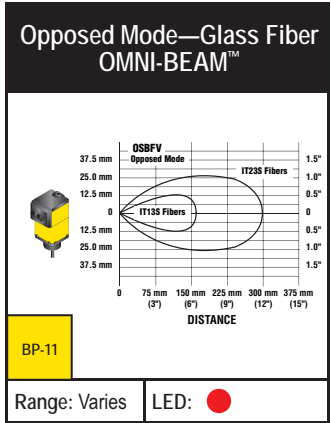 Opposed Mode—Glass Fiber
OMNI-BEAM™
OSBFV
Opposed Mode
IT23S Fibers
IT13S Fibers
37.5 mm 1.5"
25.0 mm 1.0"
12.5 mm 0.5"
0 0
12.5 mm 0.5"
25.0 mm 1.0"
37.5 mm 1.5"
0 75 mm 150 mm 225 mm 300 mm 375 mm
(3") (6") (9") (12") (15")
DISTANCE
BP-11
Range: Varies LED: